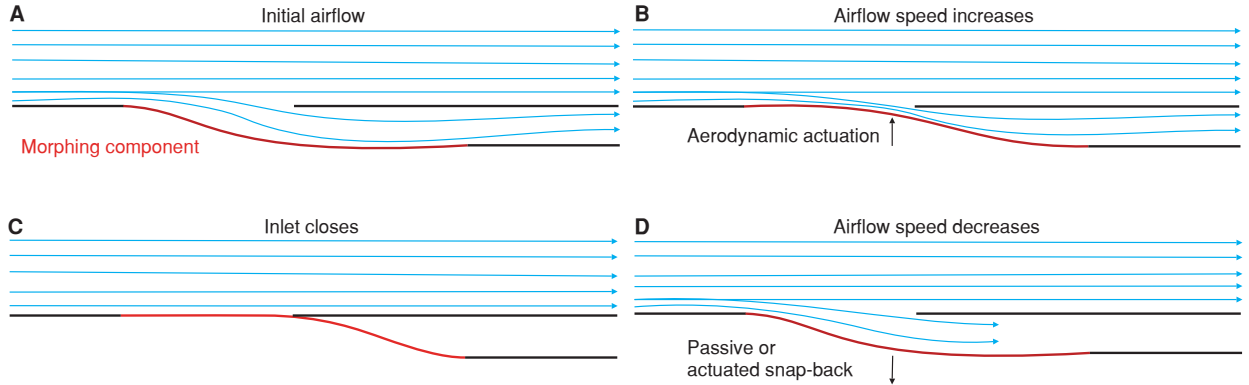 A
Initial airflow
Morphing component
B
Airflow speed increases
Aerodynamic actuation
C
Inlet closes
D
Airflow speed decreases
Passive or
actuated snap-back